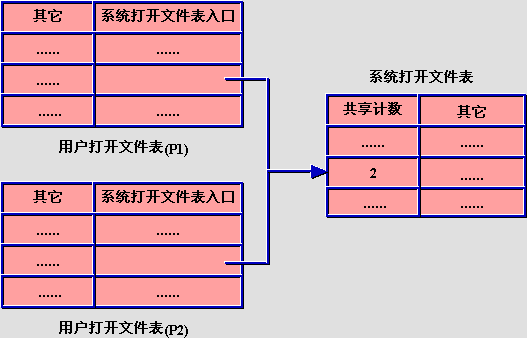 其它 系统打开文件表入口
...... ......
......
...... ......
用户打开文件表(P1)
其它 系统打开文件表入口
...... ......
......
...... ......
用户打开文件表(P2)
系统打开文件表
共享计数 其它
...... ......
2 ......
...... ......